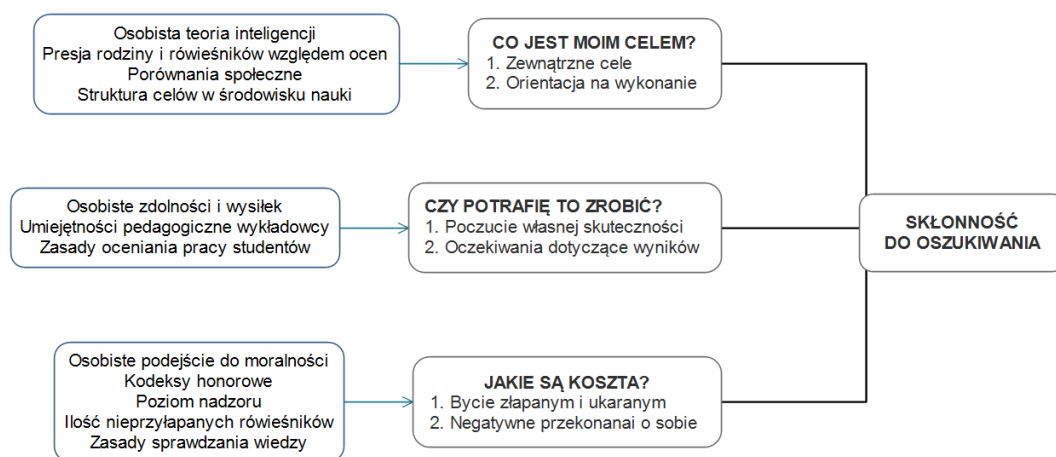 Osobista teoria inteligencji
Presja rodziny i rówieśników względem ocen
Porównania społeczne
Struktura celów w środowisku nauki
CO JEST MOIM CELEM?
1. Zewnątrzne cele
2. Orientacja na wykonanie
Osobiste zdolności i wysiłek
Umiejętności pedagogiczne wykładowcy
Zasady oceniania pracy studentów
CZY POTRAFIĘ TO ZROBIĆ?
1. Poczucie własnej skuteczności
2. Oczekiwania dotyczące wyników
SKŁONNOŚĆ
DO OSZUKIWANIA
Osobiste podejście do moralności
Kodeksy honorowe
Poziom nadzoru
Ilość nieprzyłapanych rówieśników
Zasady sprawdzania wiedzy
JAKIE SĄ KOSZTA?
1. Bycie złapanym i ukaranym
2. Negatywne przekonanai o sobie